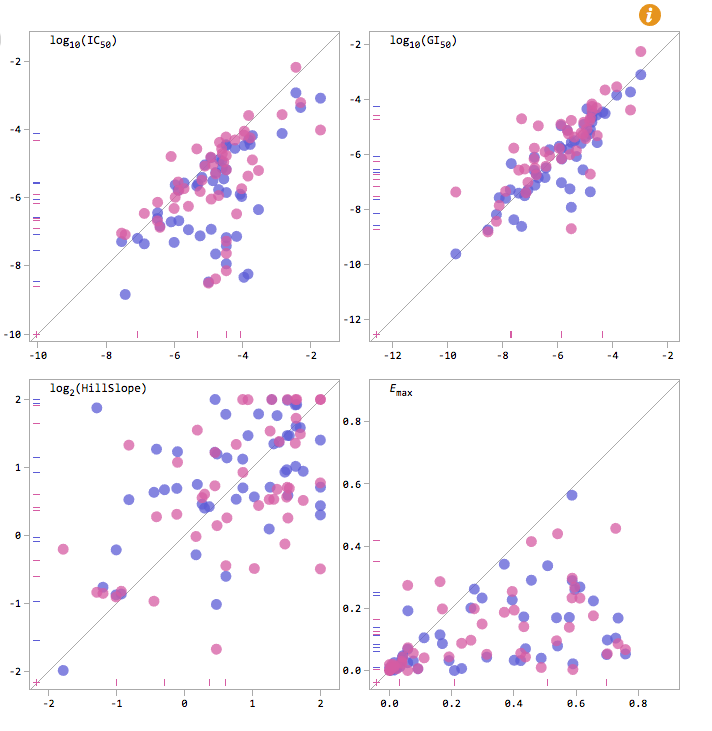 i
log10(IC50)
-2
-4
-6
-8
-10
-10 -8 -6 -4 -2
log10(GI50)
-2
-4
-6
-8
-10
-12
-12 -10 -8 -6 -4 -2
log2(HillSlope)
2
1
0
-1
-2
-2 -1 0 1 2
Emax
0.8
0.6
0.4
0.2
0.0
0.0 0.2 0.4 0.6 0.8